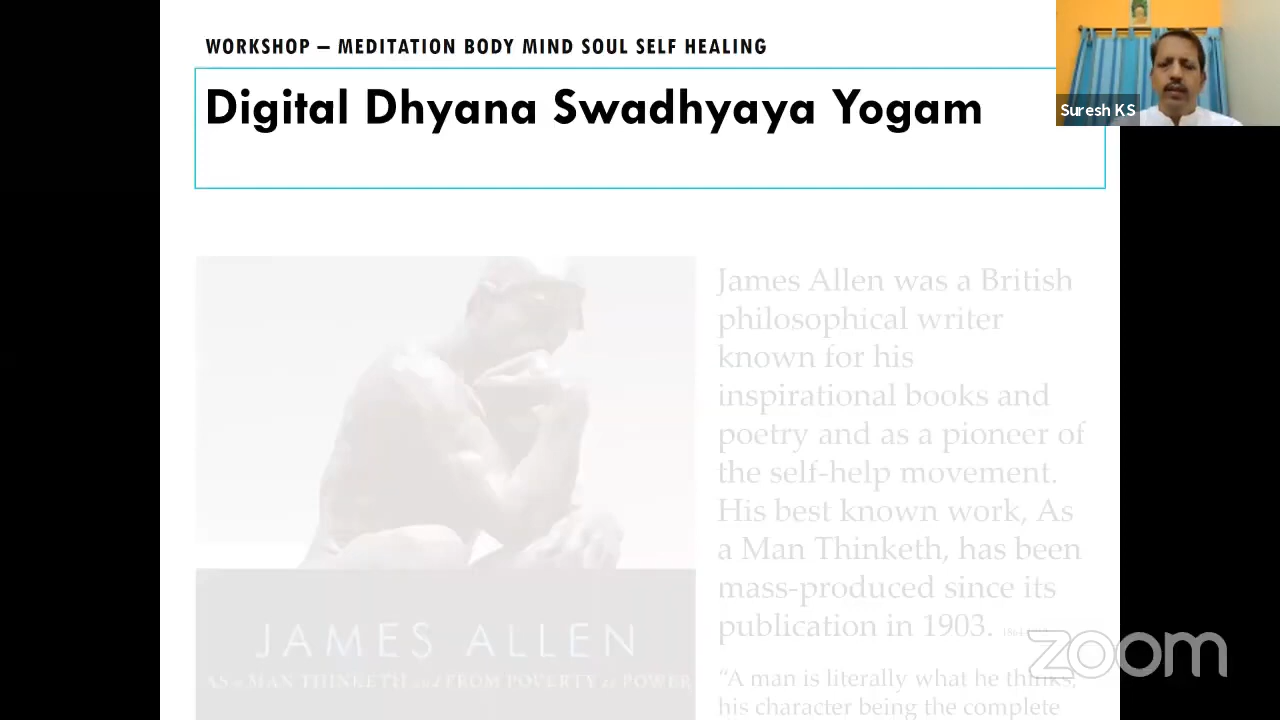 WORKSHOP – MEDITATION BODY MIND SOUL SELF HEALING
Digital Dhyana Swadhyaya Yogam
Suresh KS
James Allen was a British
philosophical writer
known for his
inspirational books and
poetry and as a pioneer of
the self-help movement.
His best known work, As
a Man Thinketh, has been
mass-produced since its
publication in 1903.
"A man is literally what he thinks,
his character being the complete
JAMES ALLEN
AS a MAN THINKETH and FROM POVERTY to POWER
zoom